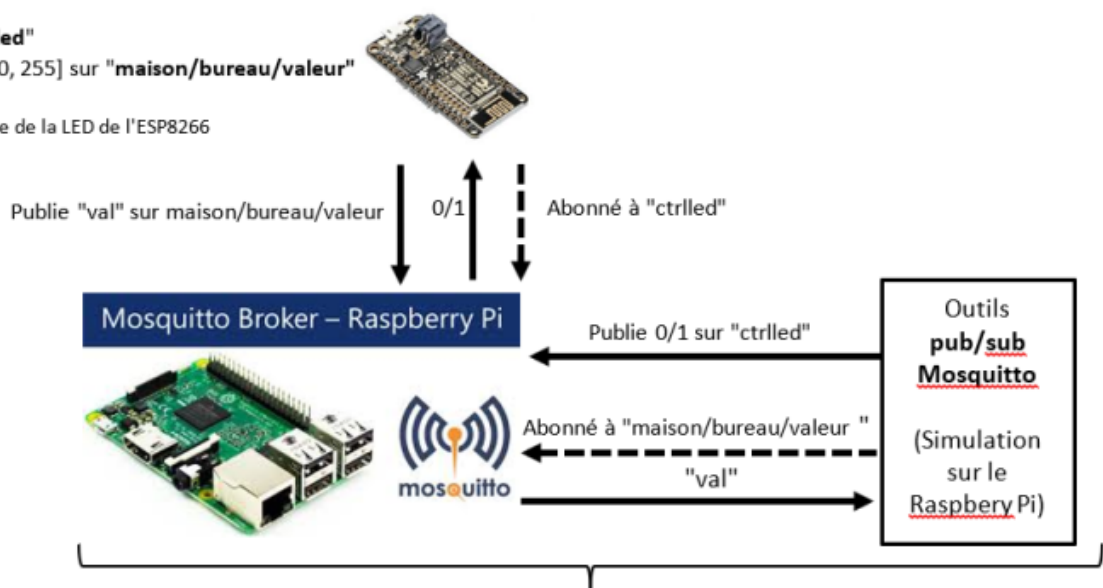 led"
0, 255] sur "maison/bureau/valeur"
e de la LED de l'ESP8266
Publie "val" sur maison/bureau/valeur
0/1
Abonné à "ctrlled"
Mosquitto Broker – Raspberry Pi
Publie 0/1 sur "ctrlled"
Abonné à "maison/bureau/valeur "
"val"
mosquitto
Outils
pub/sub
Mosquitto
(Simulation
sur le
Raspbery Pi)